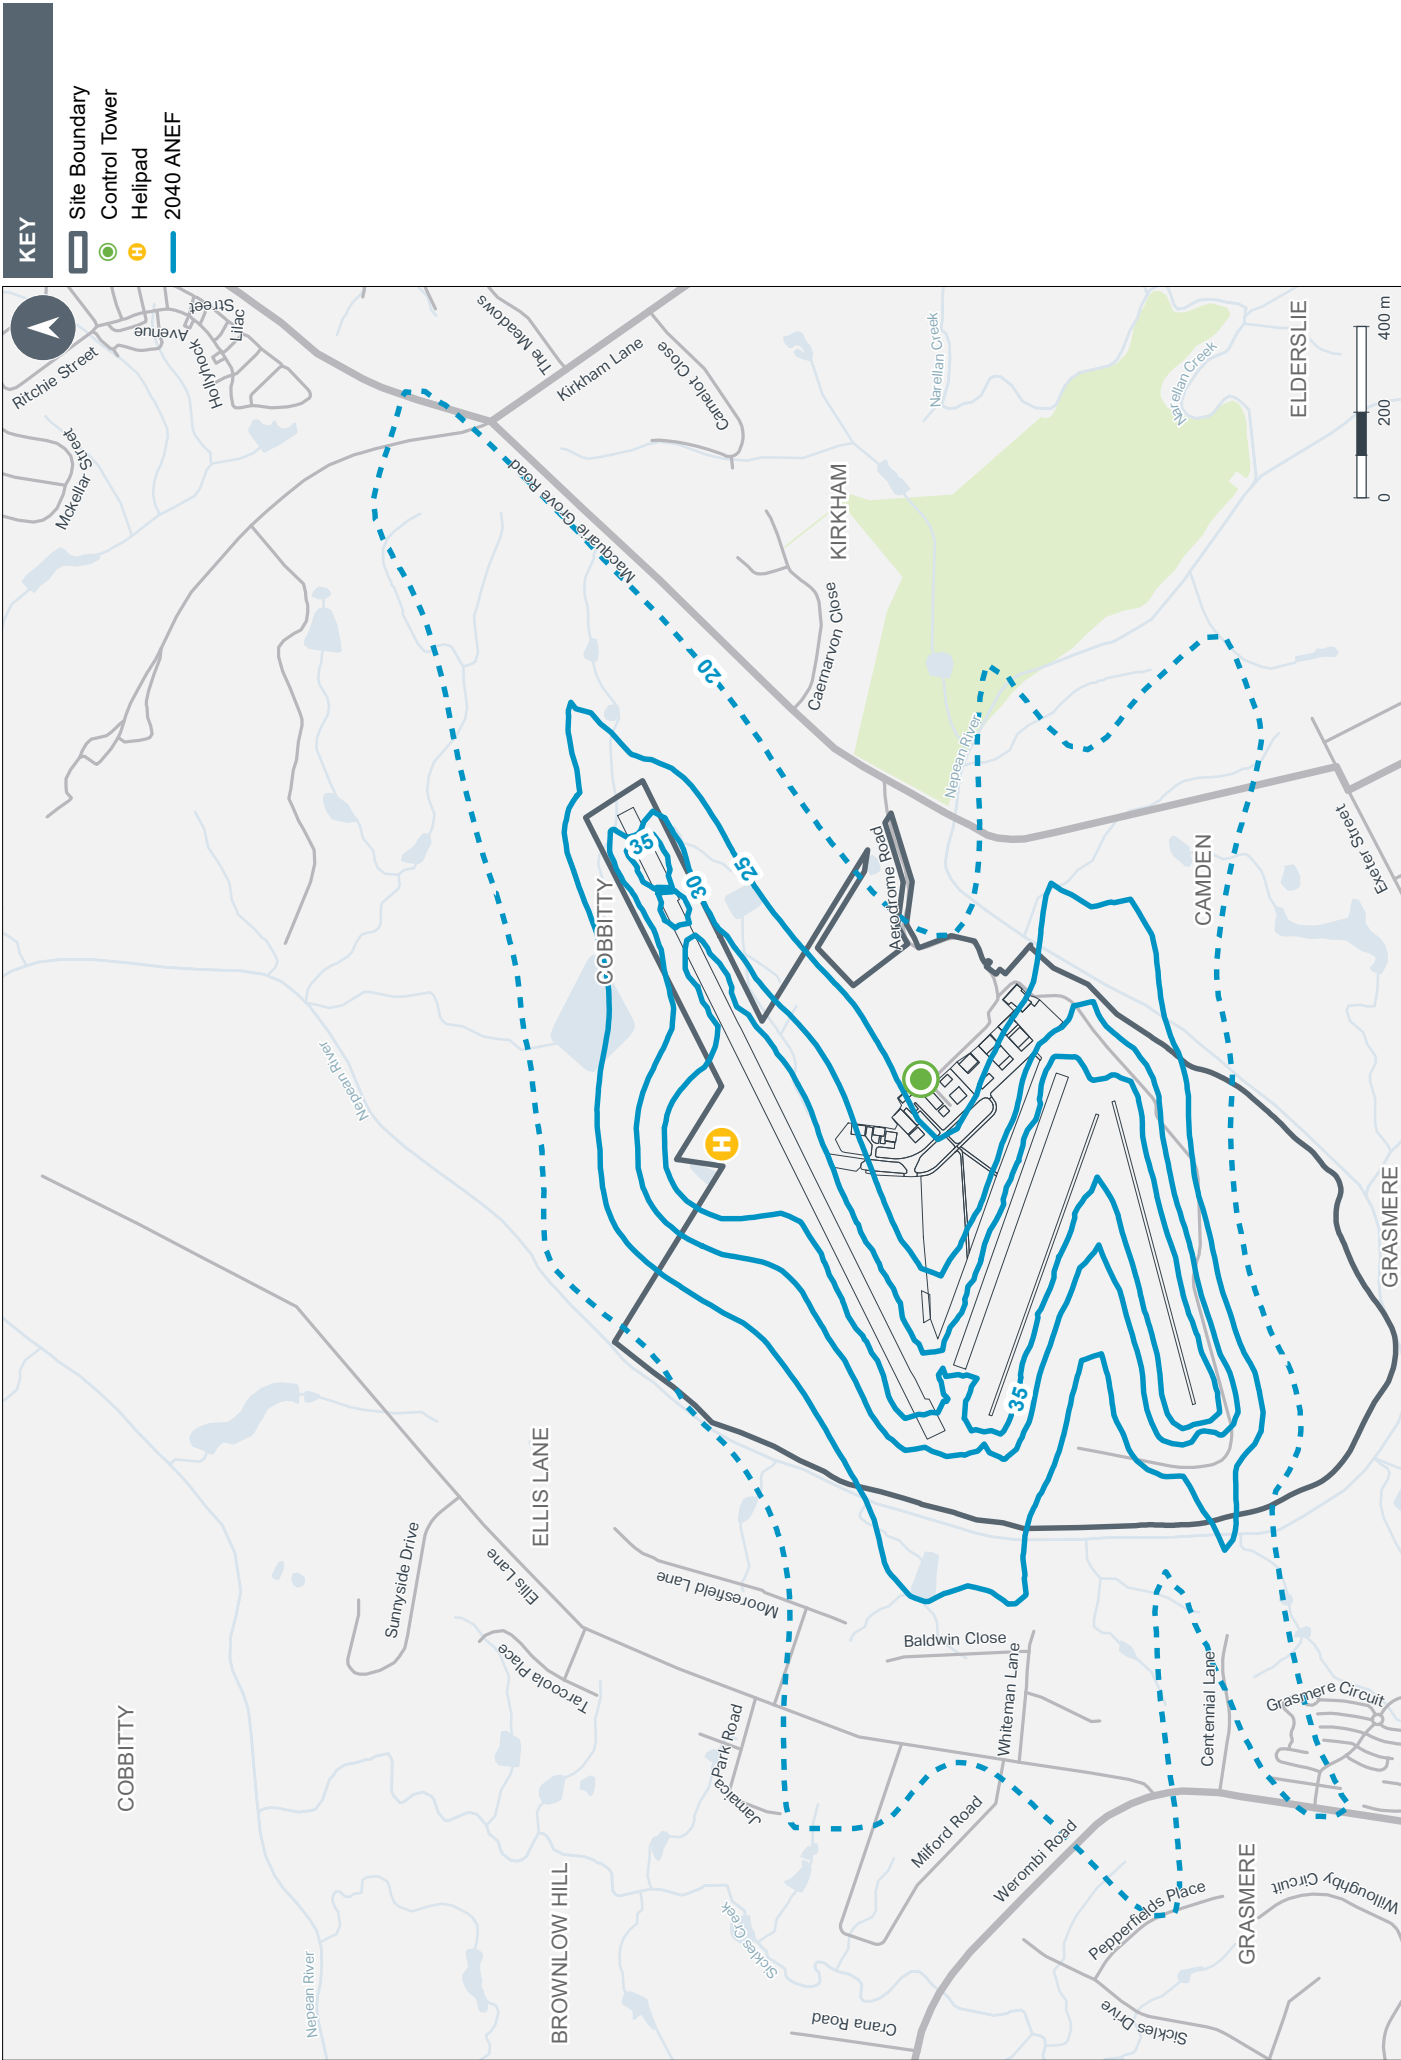 KEY
Site Boundary
Control Tower
Helipad
2040 ANEF
H
Ritchie Street
Mckellar Street
Hollyhock
Avenue
Lilac
Street
The Meadows
Kirkham Lane
Camelot Close
Macquarie Grove Road
KIRKHAM
Caernarvon Close
Narellan Creek
Narellan Creek
ELDERSLIE
0
200
400 m
20
Nepean River
Aerodrome Road
CAMDEN
Exeter Street
35
30
25
COBBITTY
Nepean River
H
35
GRASMERE
ELLIS LANE
Ellis Lane
Sunnyside Drive
Tarcoola Place
Mooresfield Lane
Baldwin Close
Whiteman Lane
Centennial Lane
Grasmere Circuit
COBBITTY
Jamaica
Park Road
Milford Road
Werombi Road
Pepperfields Place
GRASMERE
Willoughby Circuit
Sickles Drive
Crana Road
Sickles Creek
BROWNLOW HILL
Nepean River